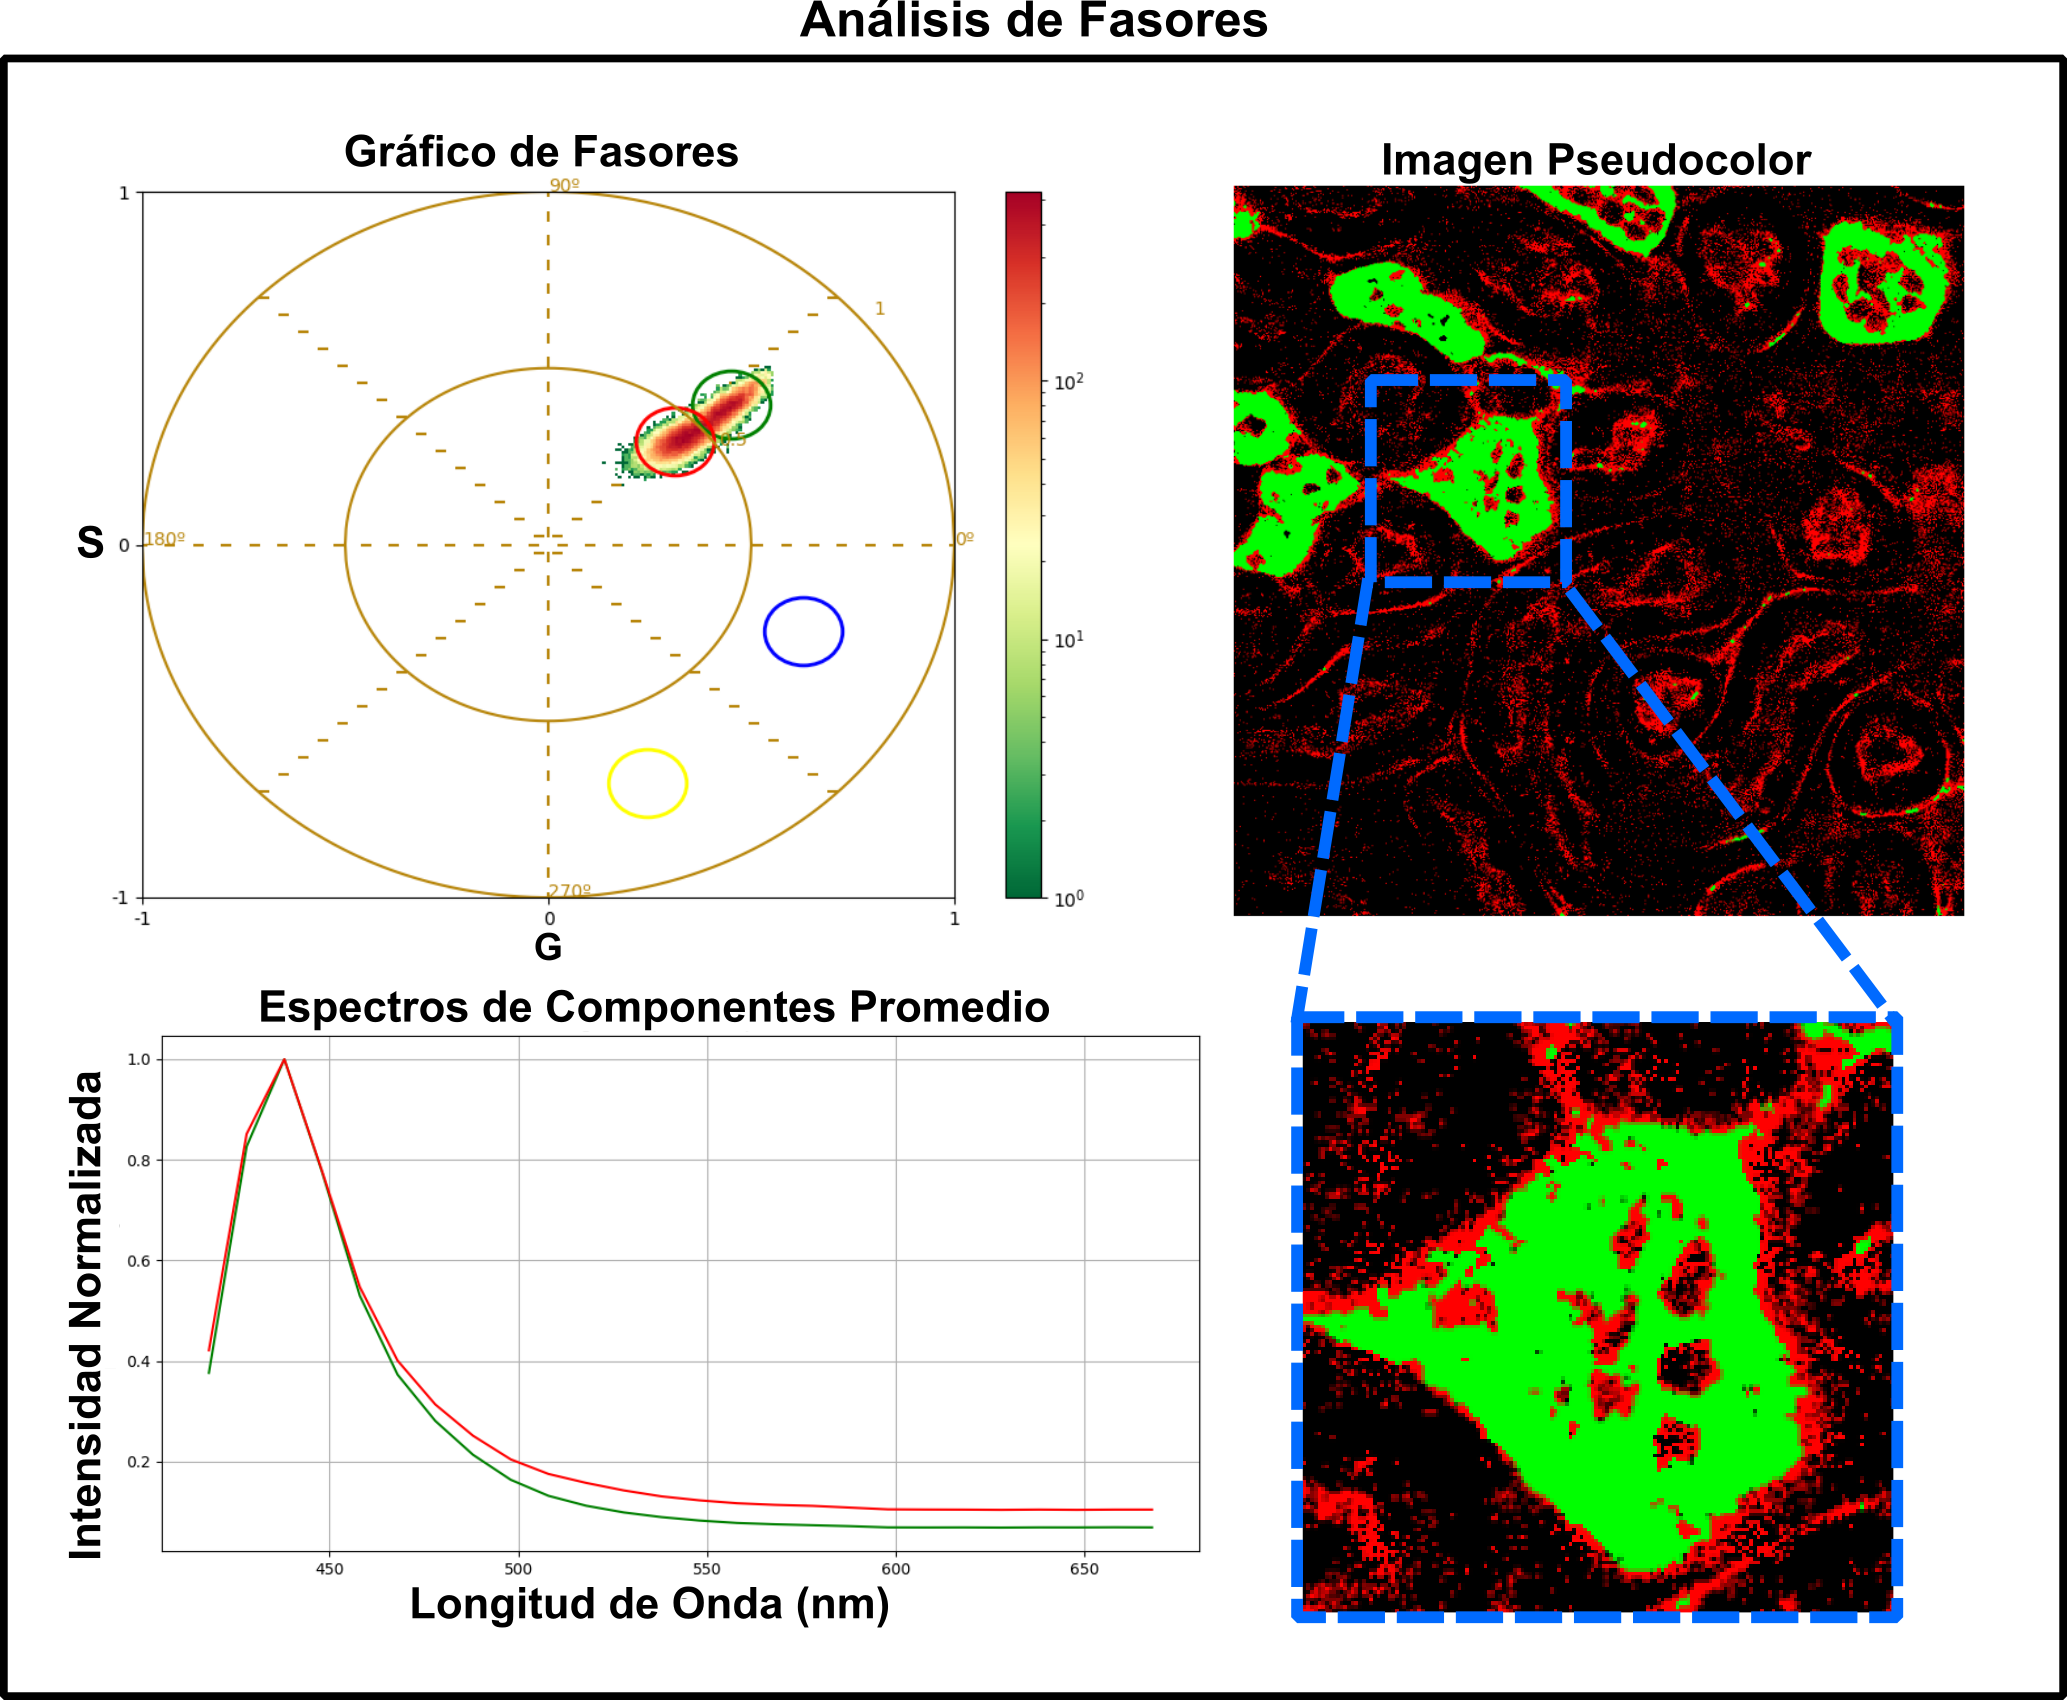 Análisis de Fasores
Gráfico de Fasores
1
0
-1
S
-1
0
1
G
90º
180º
0º
270º
1
0.5
10²
10¹
10⁰
Imagen Pseudocolor
Espectros de Componentes Promedio
Intensidad Normalizada
1.0
0.8
0.6
0.4
0.2
450
500
550
600
650
Longitud de Onda (nm)